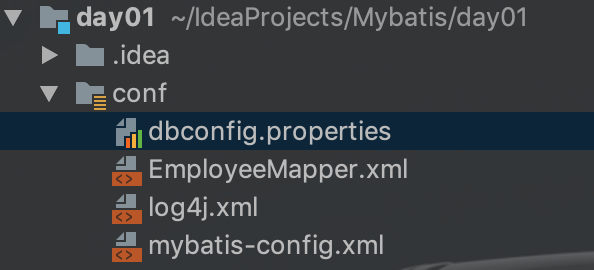 day01 ~/IdeaProjects/Mybatis/day01
.idea
conf
dbconfig.properties
EmployeeMapper.xml
log4j.xml
mybatis-config.xml